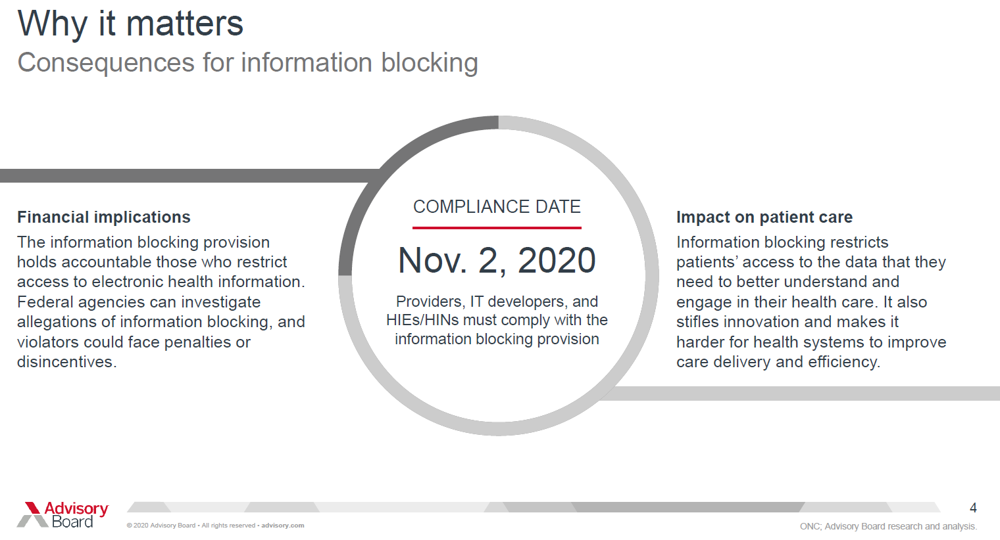 Why it matters
Consequences for information blocking
Financial implications
The information blocking provision
holds accountable those who restrict
access to electronic health information.
Federal agencies can investigate
allegations of information blocking, and
violators could face penalties or
disincentives.
COMPLIANCE DATE
Nov. 2, 2020
Providers, IT developers, and
HIEs/HINs must comply with the
information blocking provision
Impact on patient care
Information blocking restricts
patients’ access to the data that they
need to better understand and
engage in their health care. It also
stifles innovation and makes it
harder for health systems to improve
care delivery and efficiency.
Advisory
Board
© 2020 Advisory Board • All rights reserved • advisory.com
4
ONC; Advisory Board research and analysis.